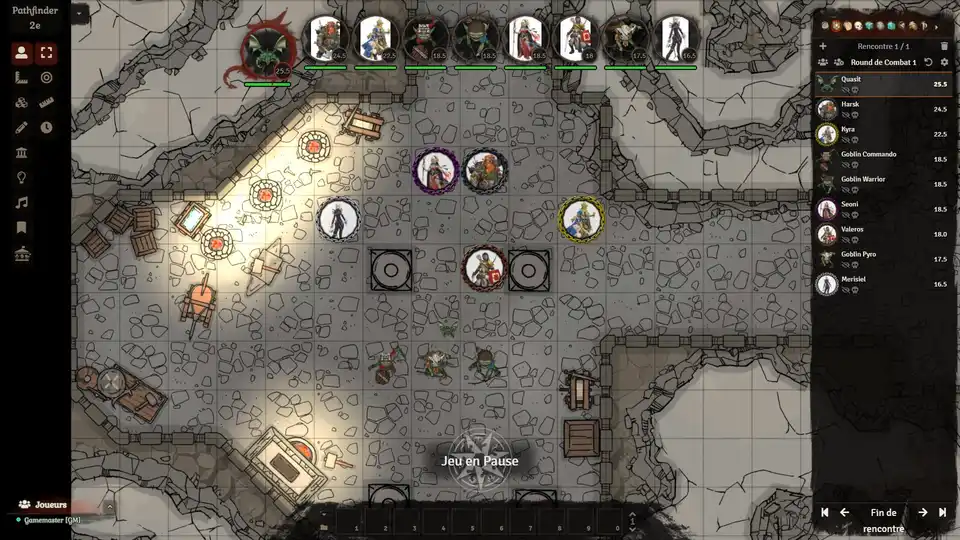 Pathfinder
2e
25.5
24.5
22.5
18.5
18.5
18.5
18
17.5
16.5
Rencontre 1 / 1
Round de Combat 1
Quasit
25.5
Harsk
24.5
Kyra
22.5
Goblin Commando
18.5
Goblin Warrior
18.5
Seoni
18.5
Valeros
18.0
Goblin Pyro
17.5
Merisiel
16.5
Jeu en Pause
Joueurs
Gamemaster [GM]
1 2 3 4 5 6 7 8 9 0
1
Fin de
rencontre